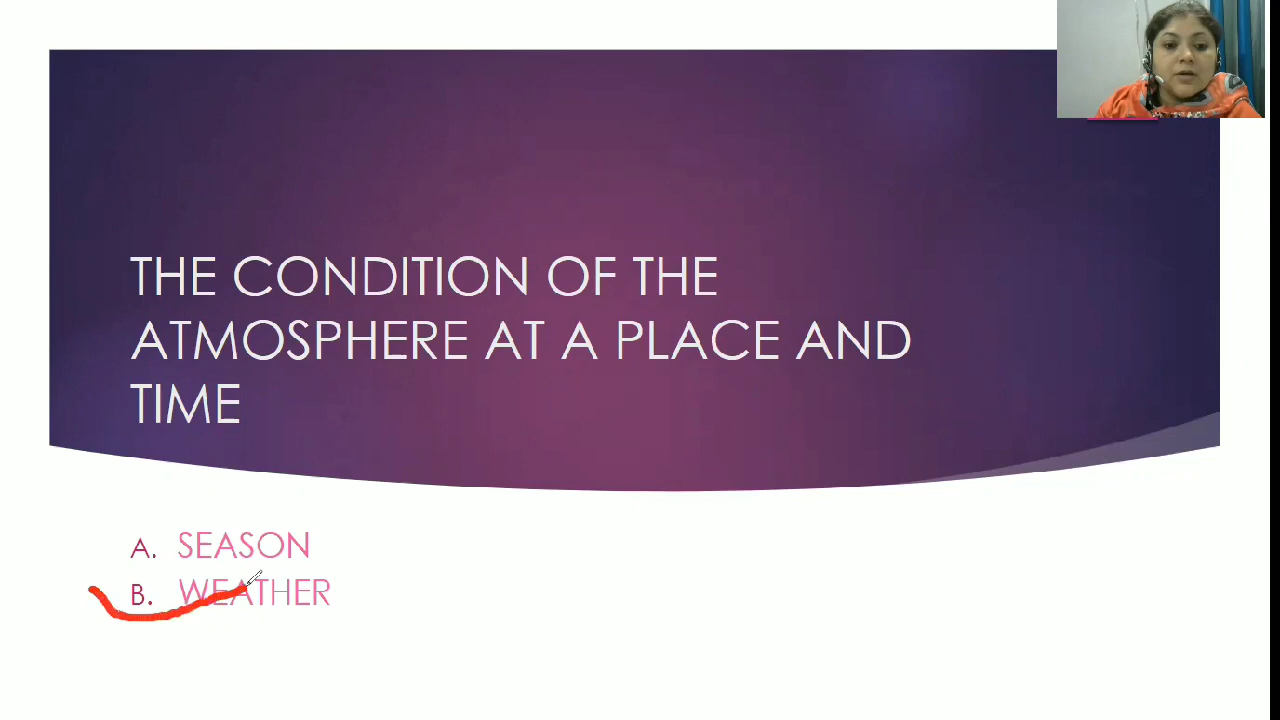 THE CONDITION OF THE
ATMOSPHERE AT A PLACE AND
TIME
A. SEASON
B. WEATHER